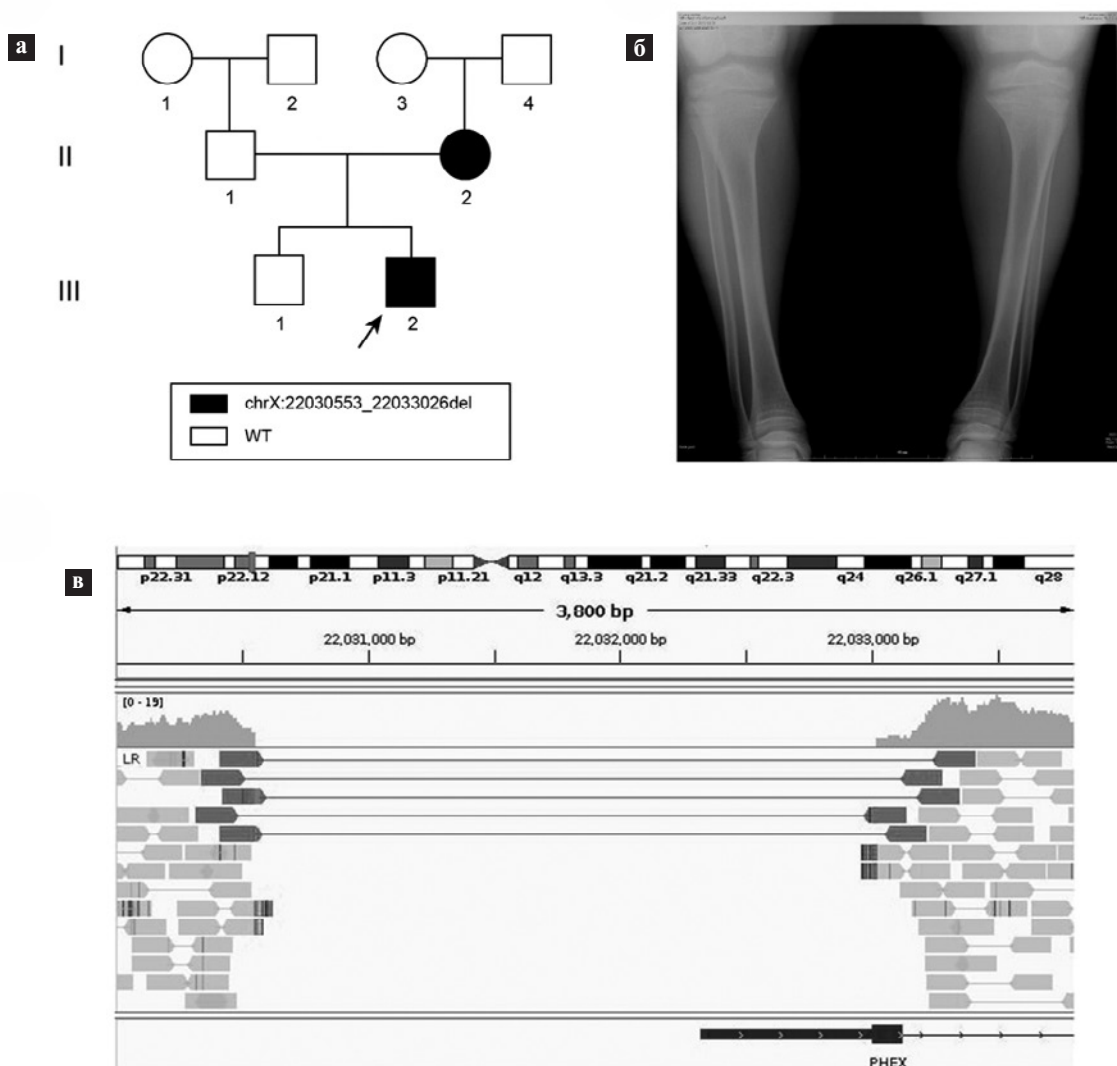 а
I
1
2
3
4
II
1
2
III
1
2
chrX:22030553_22033026del
WT
б
в
p22.31 p22.12 p21.1 p11.3 p11.21 q12 q13.3 q21.2 q21.33 q22.3 q24 q26.1 q27.1 q28
3,800 bp
22,031,000 bp 22,032,000 bp 22,033,000 bp
[0 - 19]
LR
PHEX